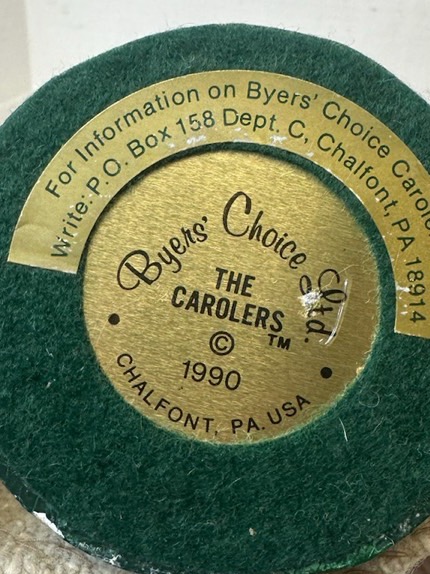 For Information on Byers' Choice Carole
Write: P.O. Box 158 Dept. C, Chalfont, PA 18914
Byers' Choice Ltd.
THE
CAROLERS ™
©
1990
CHALFONT, PA. USA